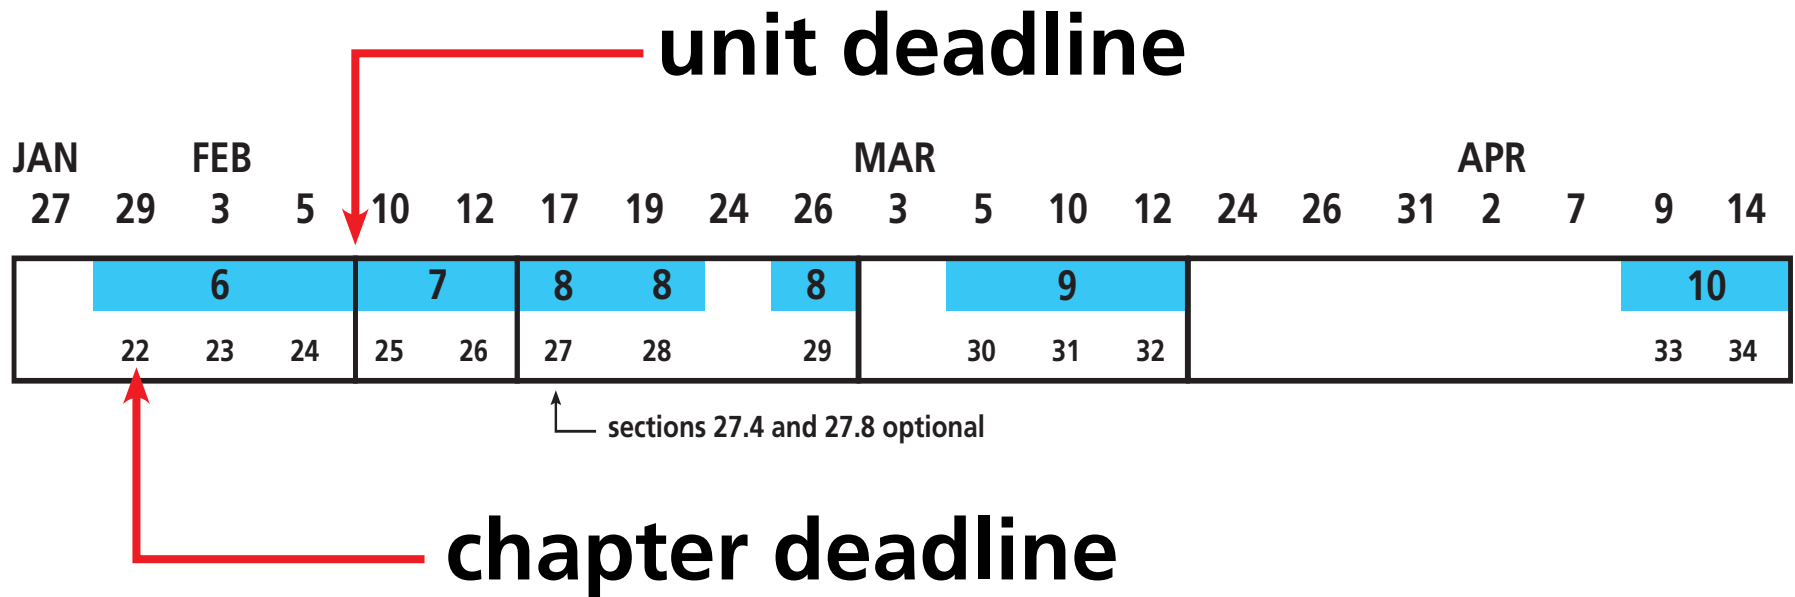 unit deadline
JAN FEB MAR APR
27 29 3 5 10 12 17 19 24 26 3 5 10 12 24 26 31 2 7 9 14
6 7 8 8 8 9 10
22 23 24 25 26 27 28 29 30 31 32 33 34
sections 27.4 and 27.8 optional
chapter deadline